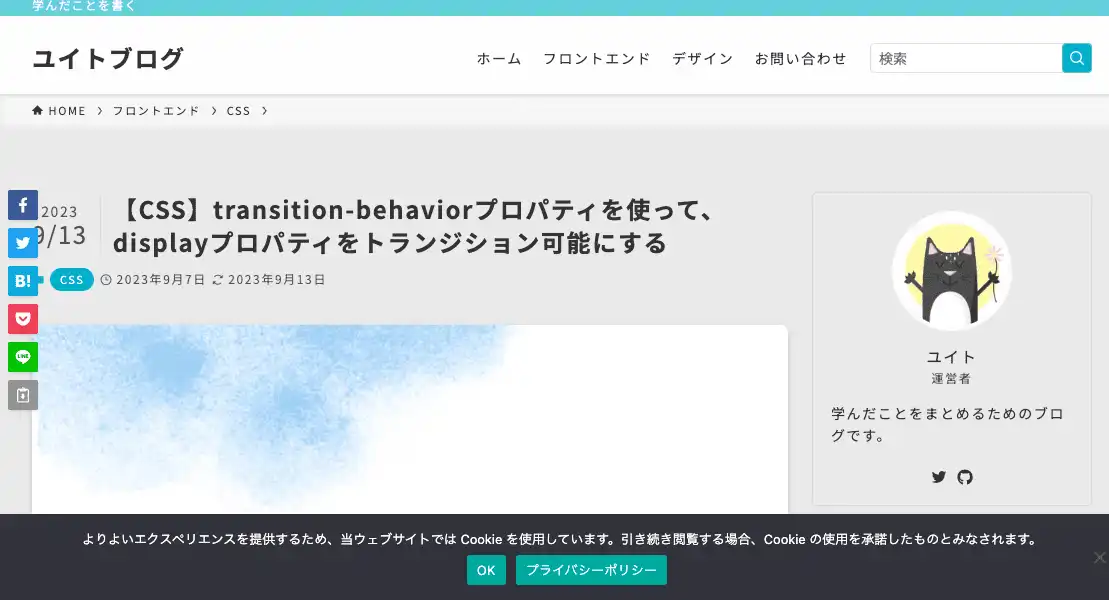 学んだことを書く
ユイトブログ
ホーム フロントエンド デザイン お問い合わせ 検索
HOME フロントエンド CSS
2023
9/13
【CSS】transition-behaviorプロパティを使って、
displayプロパティをトランジション可能にする
B!
CSS 2023年9月7日 2023年9月13日
LINE
ユイト
運営者
学んだことをまとめるためのブロ
グです。
よりよいエクスペリエンスを提供するため、当ウェブサイトでは Cookie を使用しています。引き続き閲覧する場合、Cookie の使用を承諾したものとみなされます。
OK プライバシーポリシー